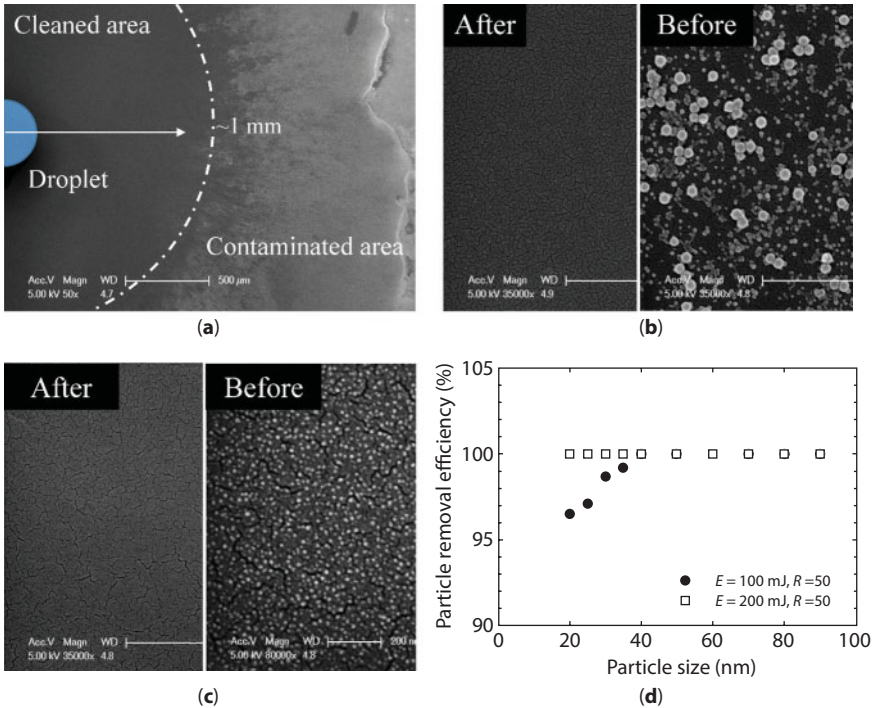 Cleaned area
~1 mm
Droplet
Contaminated area
Acc.V Magn WD
5.00 kV 50x 4.7
500 µm
(a)
After
Before
Acc.V Magn WD
5.00 kV 35000x 4.9
Acc.V Magn WD
5.00 kV 35000x 4.8
(b)
After
Before
Acc.V Magn WD
5.00 kV 35000x 4.8
Acc.V Magn WD
5.00 kV 80000x 4.8
200 nm
(c)
105
100
95
90
Particle removal efficiency (%)
E = 100 mJ, R =50
E = 200 mJ, R =50
0
20
40
60
80
100
Particle size (nm)
(d)